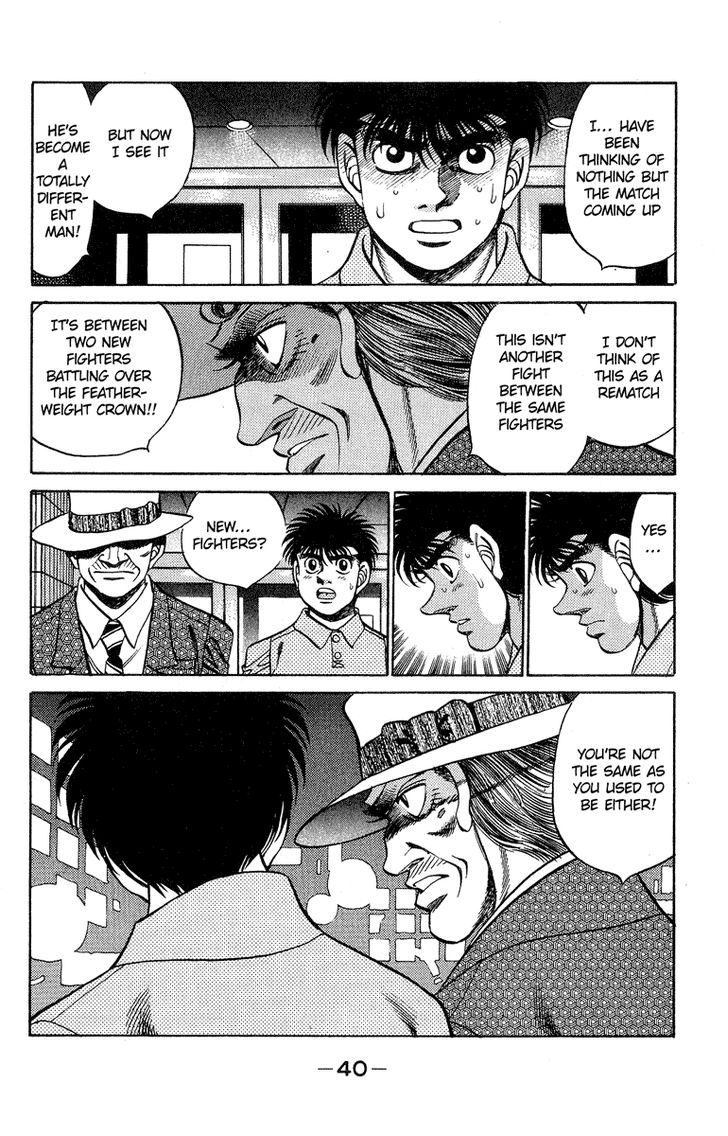 I... HAVE
BEEN
THINKING OF
NOTHING BUT
THE MATCH
COMING UP
BUT NOW
I SEE IT
HE'S
BECOME
A
TOTALLY
DIFFER-
ENT
MAN!
I DON'T
THINK OF
THIS AS A
REMATCH
THIS ISN'T
ANOTHER
FIGHT
BETWEEN
THE SAME
FIGHTERS
IT'S BETWEEN
TWO NEW
FIGHTERS
BATTLING OVER
THE FEATHER-
WEIGHT CROWN!!
YES
...
NEW...
FIGHTERS?
YOU'RE NOT
THE SAME AS
YOU USED TO
BE EITHER!
—40—